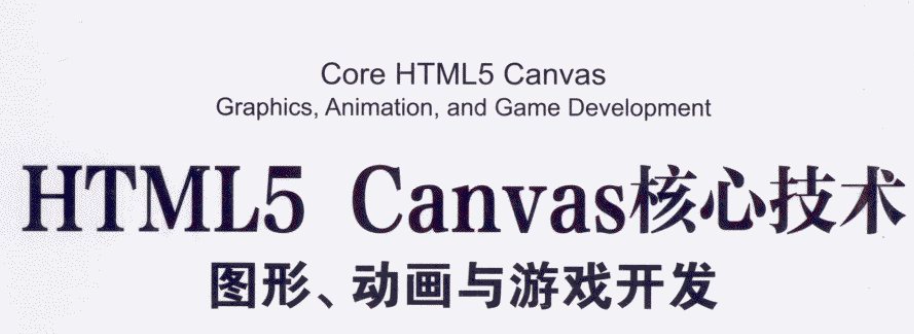 Core HTML5 Canvas
Graphics, Animation, and Game Development
HTML5 Canvas核心技术
图形、动画与游戏开发